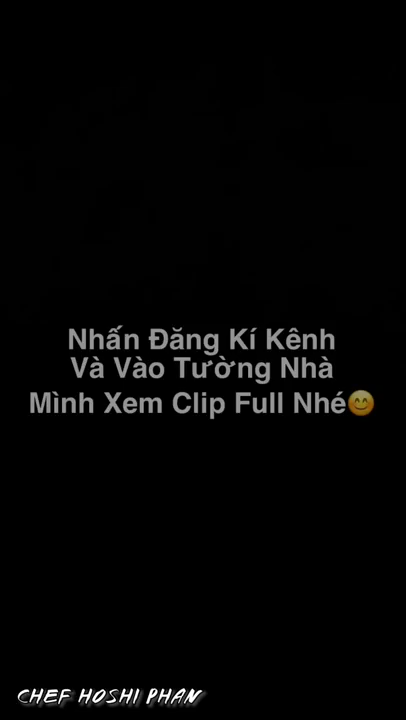 Nhấn Đăng Kí Kênh
Và Vào Tường Nhà
Mình Xem Clip Full Nhé😊
CHEF HOSHI PHAN